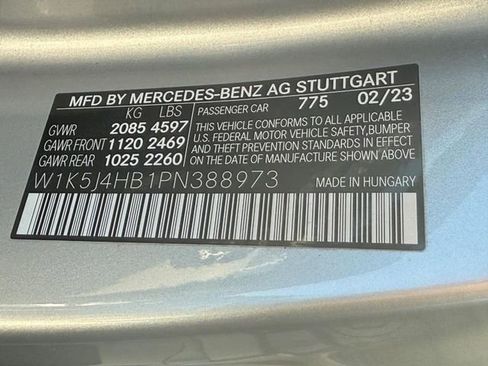 MFD BY MERCEDES-BENZ AG STUTTGART
KG LBS PASSENGER CAR 775 02/23
GVWR 2085 4597
GAWR FRONT 1120 2469
GAWR REAR 1025 2260
THIS VEHICLE CONFORMS TO ALL APPLICABLE
U.S. FEDERAL MOTOR VEHICLE SAFETY, BUMPER
AND THEFT PREVENTION STANDARDS IN EFFECT ON THE
DATE OF MANUFACTURE SHOWN ABOVE
W1K5J4HB1PN388973 MADE IN HUNGARY